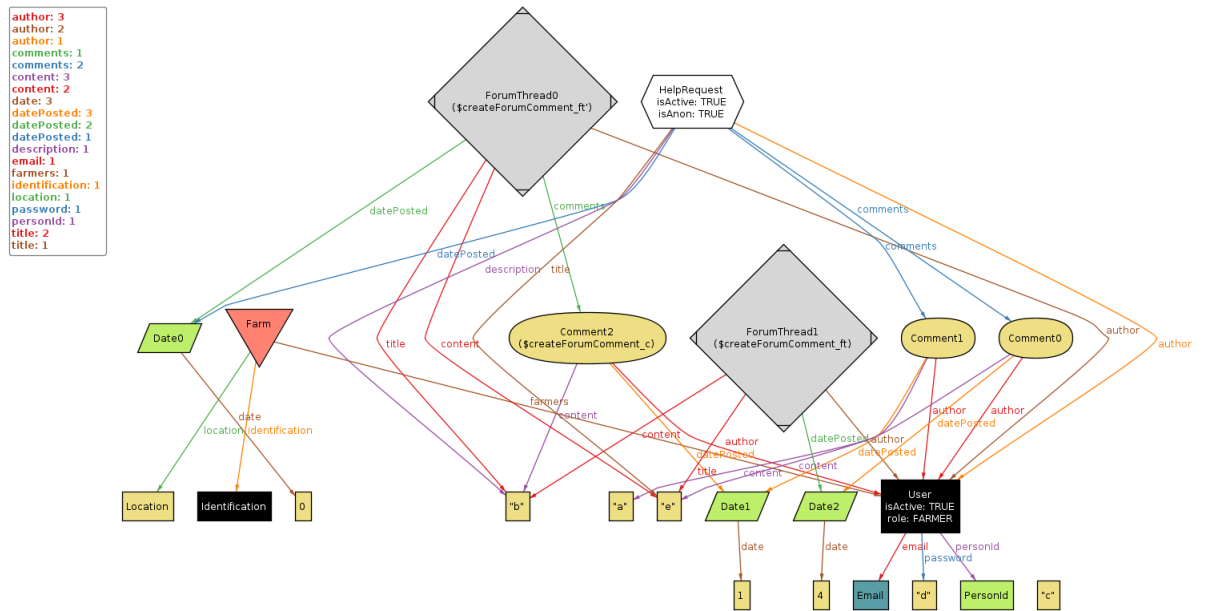 author: 3
author: 2
author: 1
comments: 1
comments: 2
content: 3
content: 2
date: 3
datePosted: 3
datePosted: 2
datePosted: 1
description: 1
email: 1
farmers: 1
identification: 1
location: 1
password: 1
personId: 1
title: 2
title: 1
ForumThread0
($createForumComment_ft')
HelpRequest
isActive: TRUE
isAnon: TRUE
datePosted
comments
comments
comments
datePosted
description
title
Date0
Farm
Comment2
($createForumComment_c)
ForumThread1
($createForumComment_ft)
Comment1
Comment0
title
content
author
author
farmers
content
date
location
identification
content
author
datePosted
author
author
author
datePosted
datePosted
datePosted
title
content
content
Location
Identification
0
"b"
"a"
"e"
Date1
Date2
User
isActive: TRUE
role: FARMER
date
date
email
personId
password
1
4
Email
"d"
PersonId
"c"